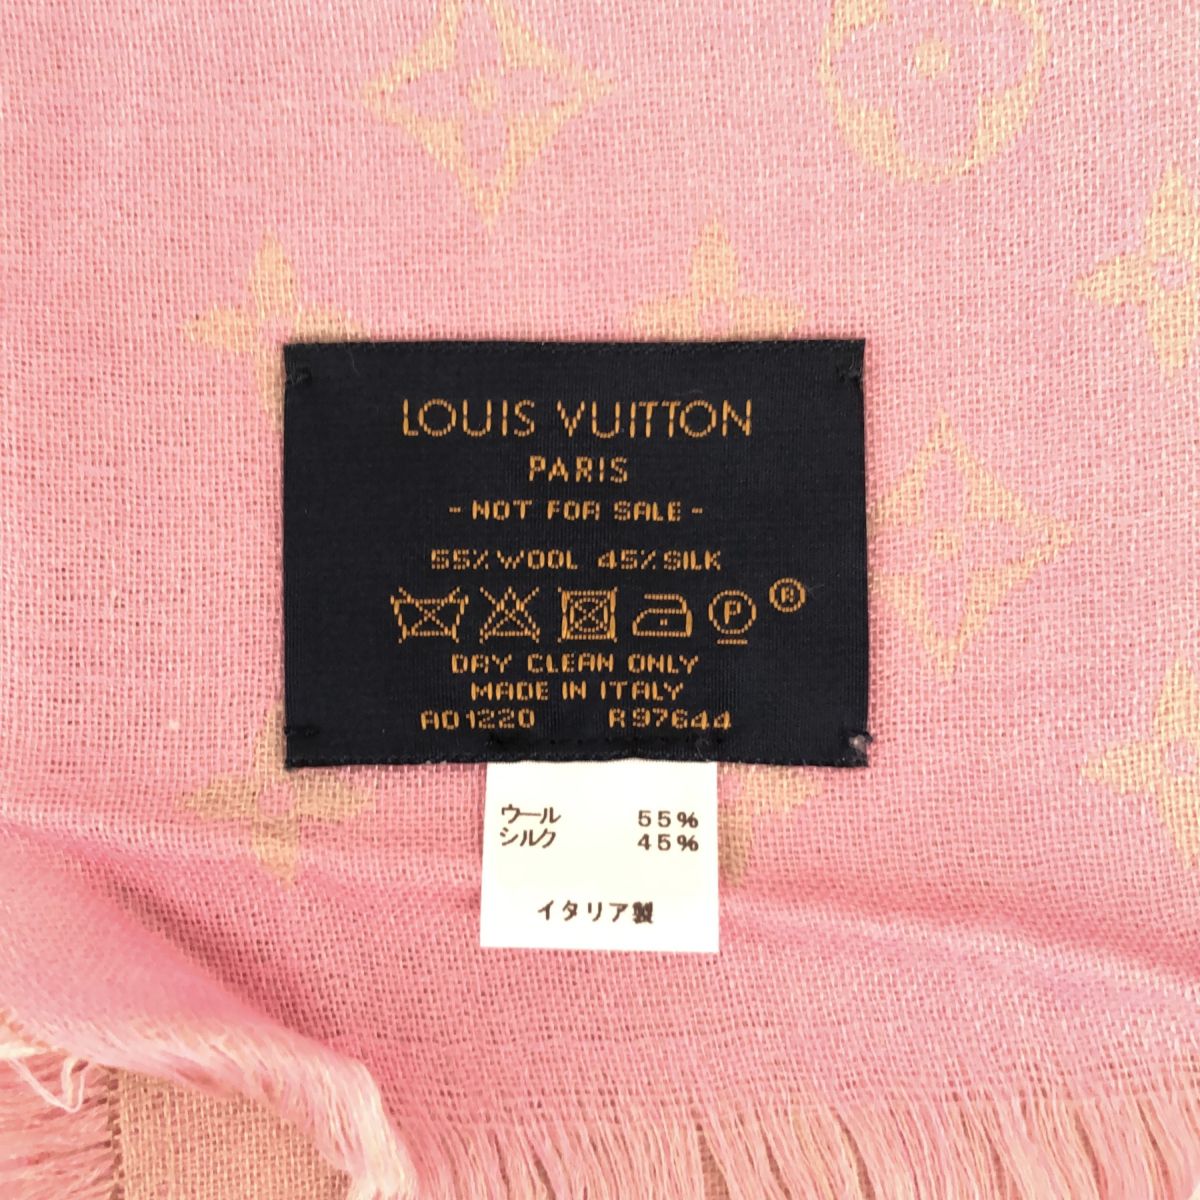 LOUIS VUITTON
PARIS
- NOT FOR SALE -
55% WOOL 45% SILK
P ®
DRY CLEAN ONLY
MADE IN ITALY
AD1220 R97644
ウール 55%
シルク 45%
イタリア製